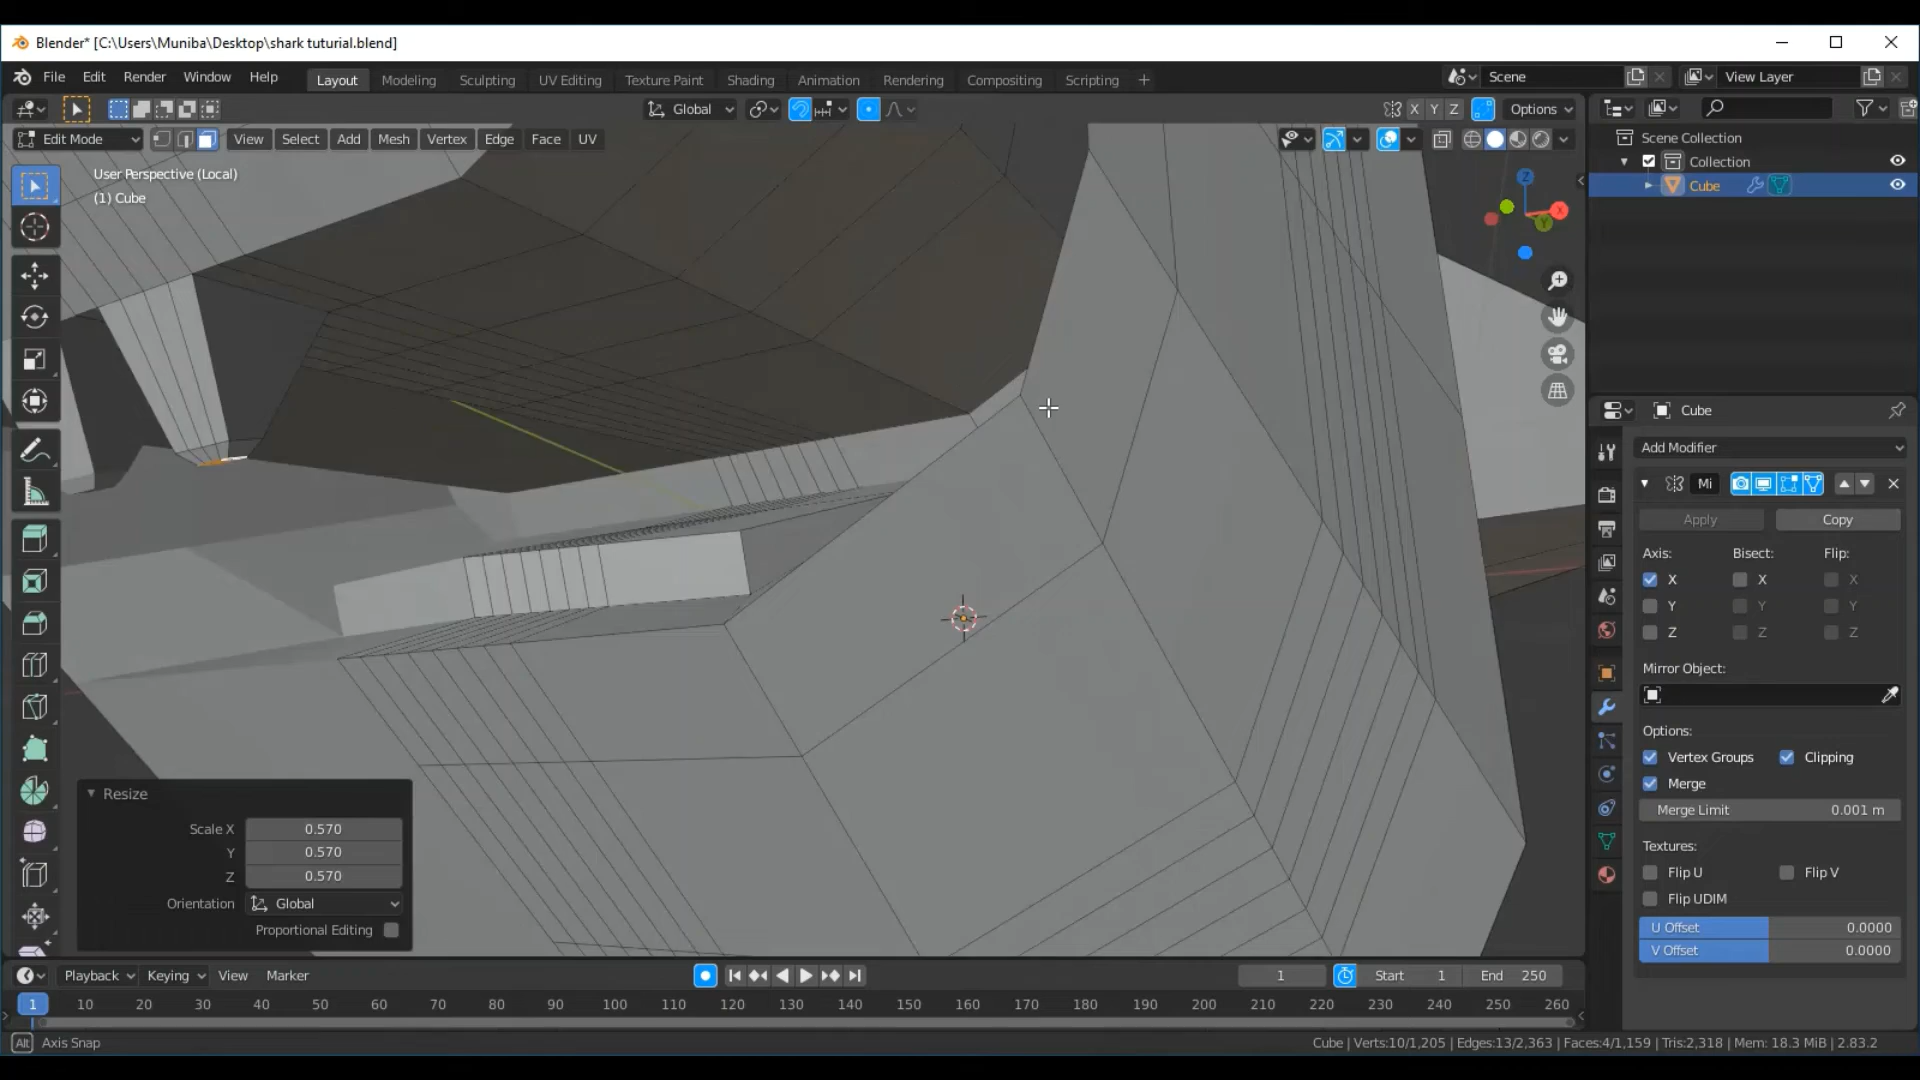 Blender* [C:\Users\Muniba\Desktop\shark tuturial.blend]
File Edit Render Window Help Layout Modeling Sculpting UV Editing Texture Paint Shading Animation Rendering Compositing Scripting + Scene View Layer
Global X Y Z Options
Edit Mode View Select Add Mesh Vertex Edge Face UV
Scene Collection
Collection
Cube
User Perspective (Local)
(1) Cube
Z
X
Y
Cube
Add Modifier
Mi
Apply Copy
Axis: Bisect: Flip:
X X X
Y Y Y
Z Z Z
Mirror Object:
Options:
Vertex Groups Clipping
Merge
Merge Limit 0.001 m
Textures:
Flip U Flip V
Flip UDIM
U Offset 0.0000
V Offset 0.0000
Resize
Scale X 0.570
Y 0.570
Z 0.570
Orientation Global
Proportional Editing
Playback Keying View Marker 1 Start 1 End 250
1 10 20 30 40 50 60 70 80 90 100 110 120 130 140 150 160 170 180 190 200 210 220 230 240 250 260
Alt Axis Snap
Cube | Verts:10/1,205 | Edges:13/2,363 | Faces:4/1,159 | Tris:2,318 | Mem: 18.3 MiB | 2.83.2